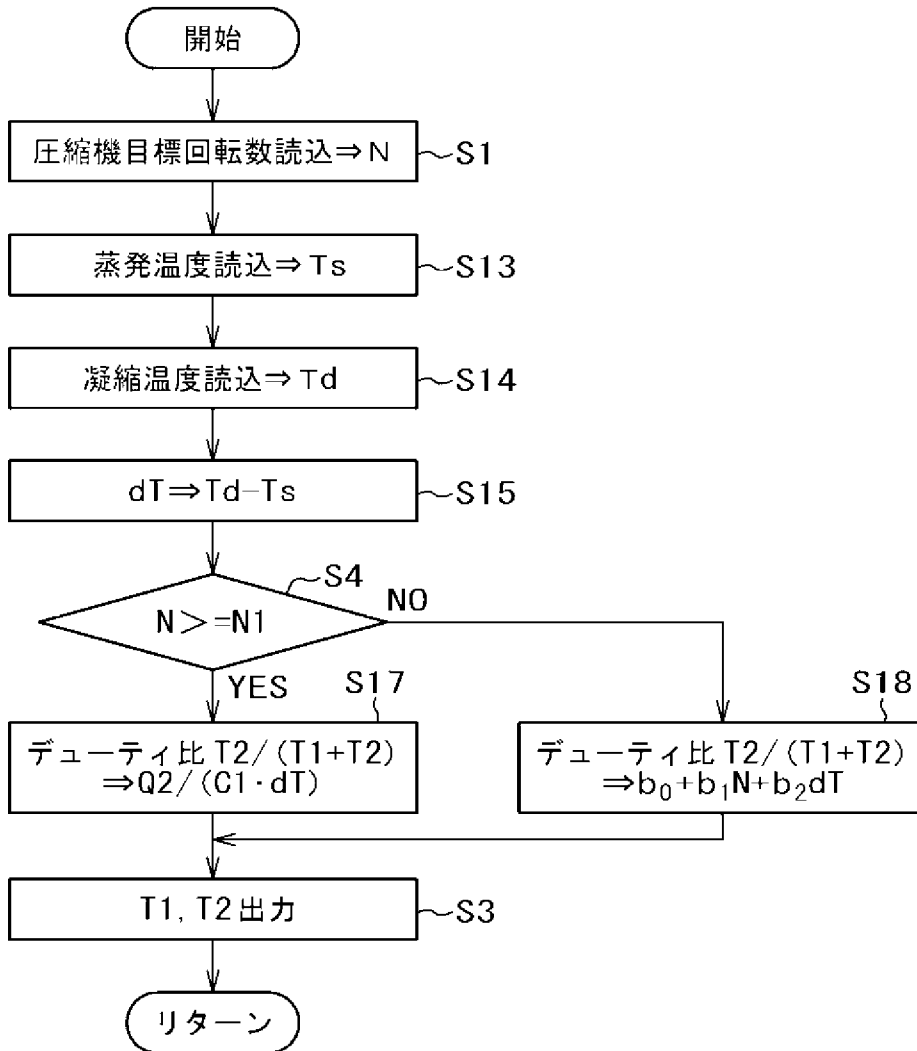 開始
圧縮機目標回転数読込⇒N
S1
蒸発温度読込⇒Ts
S13
凝縮温度読込⇒Td
S14
dT⇒Td-Ts
S15
S4
N>=N1
NO
YES
S17
デューティ比 T2/(T1+T2)
⇒Q2/(C1·dT)
S18
デューティ比 T2/(T1+T2)
⇒b₀+b₁N+b₂dT
T1, T2出力
S3
リターン